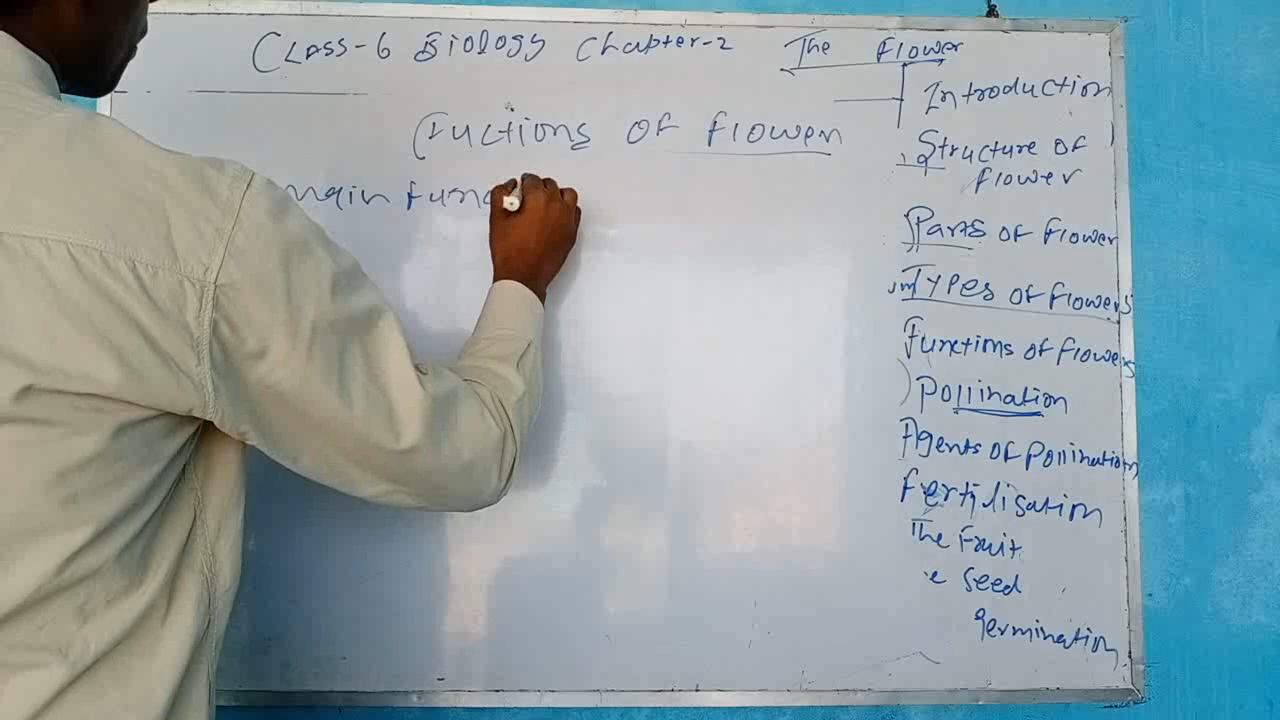 CLASS-6 Biology Chapter-2 The Flower
Fuctions of flower
main func
Introduction
Structure of
flower
Parts of flower
Types of flowers
Functions of flowers
Pollination
Agents of pollination
fertilisation
The Fruit
seed
germination